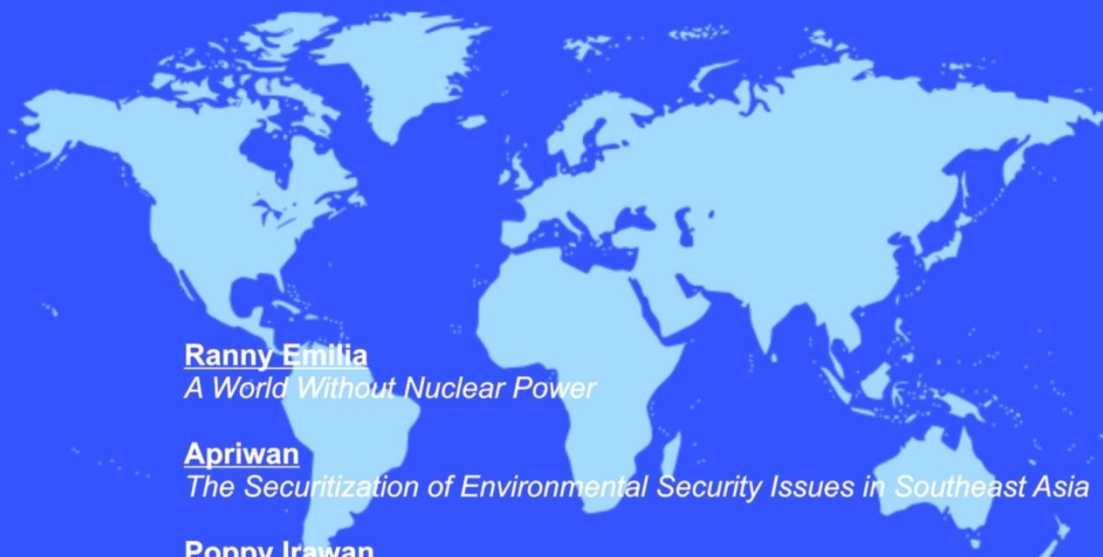 Ranny Emilia
A World Without Nuclear Power
Apriwan
The Securitization of Environmental Security Issues in Southeast Asia
Poppy Irawan